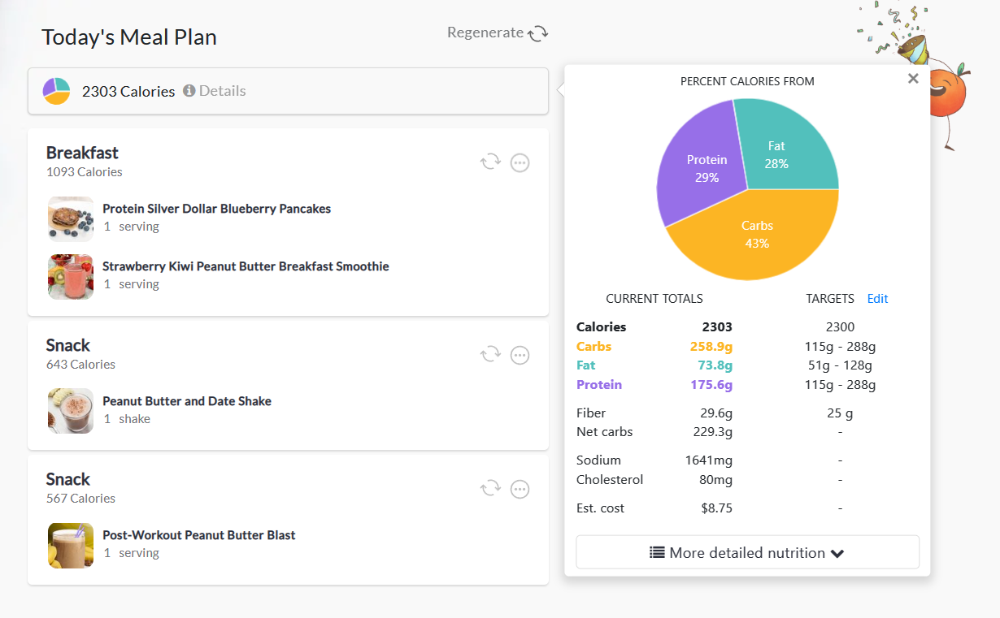 Today's Meal Plan
Regenerate
2303 Calories Details
Breakfast
1093 Calories
Protein Silver Dollar Blueberry Pancakes
1 serving
Strawberry Kiwi Peanut Butter Breakfast Smoothie
1 serving
Snack
643 Calories
Peanut Butter and Date Shake
1 shake
Snack
567 Calories
Post-Workout Peanut Butter Blast
1 serving
PERCENT CALORIES FROM
Fat
28%
Protein
29%
Carbs
43%
CURRENT TOTALS TARGETS Edit
Calories 2303 2300
Carbs 258.9g 115g - 288g
Fat 73.8g 51g - 128g
Protein 175.6g 115g - 288g
Fiber 29.6g 25 g
Net carbs 229.3g -
Sodium 1641mg -
Cholesterol 80mg -
Est. cost $8.75 -
More detailed nutrition